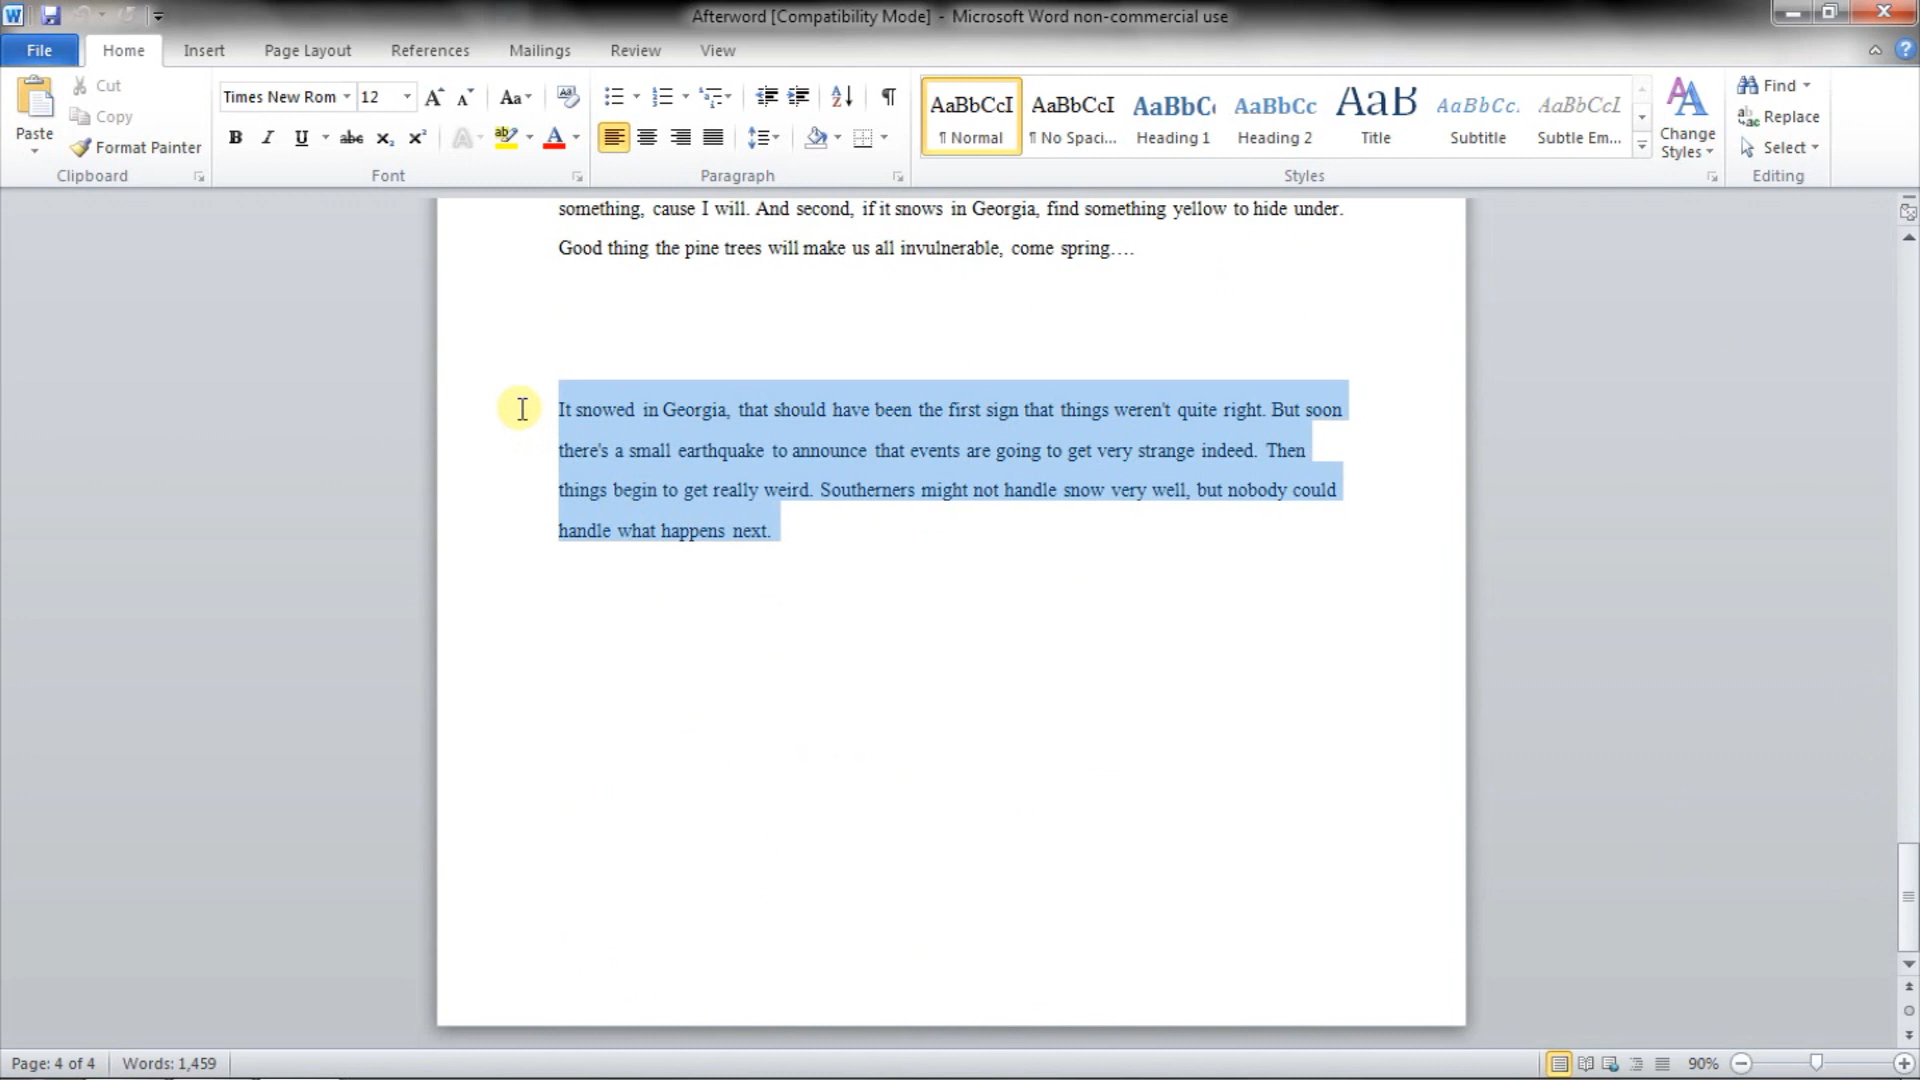 Afterword [Compatibility Mode] - Microsoft Word non-commercial use
File Home Insert Page Layout References Mailings Review View
Paste
Cut
Copy
Format Painter
Clipboard
Times New Rom 12
Font
Paragraph
AaBbCcI AaBbCcI AaBbC AaBbCc AaB AaBbCc. AaBbCcI
¶ Normal ¶ No Spaci... Heading 1 Heading 2 Title Subtitle Subtle Em...
Styles
Change
Styles
Find
Replace
Select
Editing
something, cause I will. And second, if it snows in Georgia, find something yellow to hide under.
Good thing the pine trees will make us all invulnerable, come spring….
It snowed in Georgia, that should have been the first sign that things weren't quite right. But soon
there's a small earthquake to announce that events are going to get very strange indeed. Then
things begin to get really weird. Southerners might not handle snow very well, but nobody could
handle what happens next.
Page: 4 of 4 Words: 1,459 90%